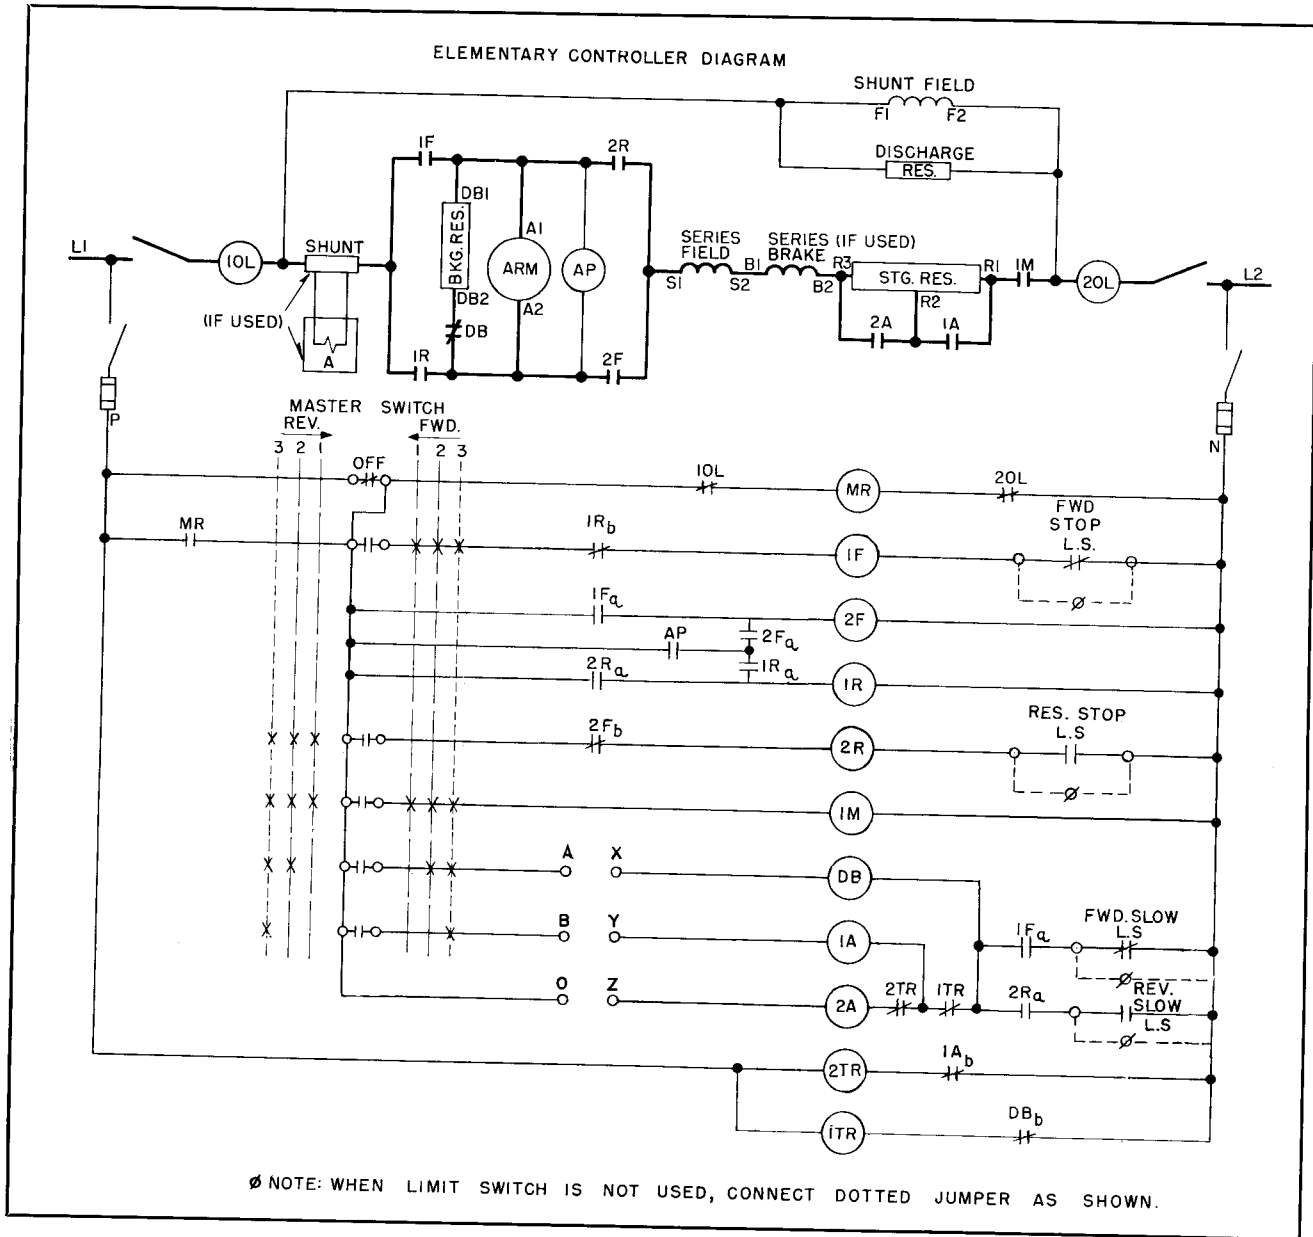 ELEMENTARY CONTROLLER DIAGRAM
SHUNT FIELD
F1 F2
DISCHARGE
RES.
1F
2R
DB1
BKG. RES.
DB2
DB
A1
ARM
A2
AP
L1
10L
SHUNT
(IF USED)
A
1R
2F
SERIES
FIELD
S1 S2
SERIES (IF USED)
BRAKE
B1 B2
R3 R1
STG. RES.
R2
2A 1A
1M
20L
L2
P
N
MASTER SWITCH
REV. FWD.
3 2 1 1 2 3
OFF 10L MR 20L
FWD
STOP
L.S.
MR 1Rb 1F
Ø
1Fa 2F
AP 2Fa
2Ra 1Ra 1R
RES. STOP
L.S
2Fb 2R
Ø
1M
A X DB
FWD. SLOW
L.S
B Y 1A 1Fa
Ø
REV.
SLOW
L.S
O Z 2A 2TR 1TR 2Ra
Ø
2TR 1Ab
1TR DBb
Ø NOTE: WHEN LIMIT SWITCH IS NOT USED, CONNECT DOTTED JUMPER AS SHOWN.